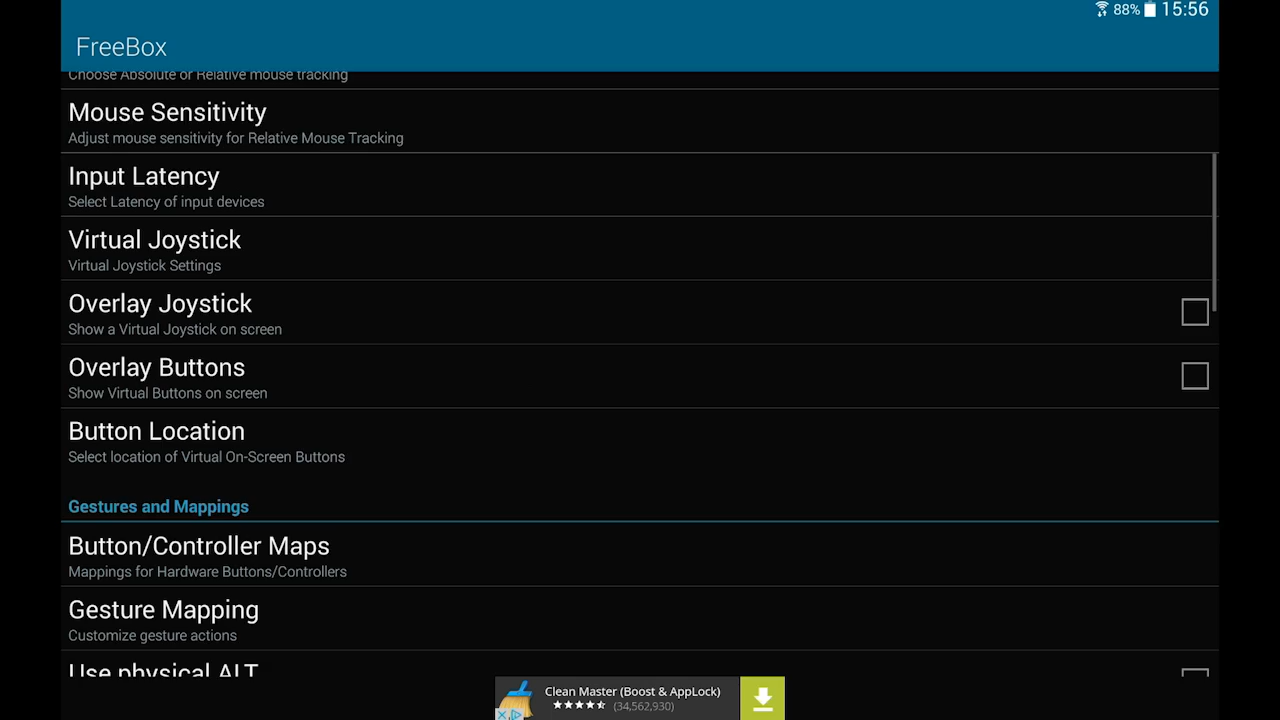 88% 15:56
FreeBox
Choose Absolute or Relative mouse tracking
Mouse Sensitivity
Adjust mouse sensitivity for Relative Mouse Tracking
Input Latency
Select Latency of input devices
Virtual Joystick
Virtual Joystick Settings
Overlay Joystick
Show a Virtual Joystick on screen
Overlay Buttons
Show Virtual Buttons on screen
Button Location
Select location of Virtual On-Screen Buttons
Gestures and Mappings
Button/Controller Maps
Mappings for Hardware Buttons/Controllers
Gesture Mapping
Customize gesture actions
Use physical ALT
Clean Master (Boost & AppLock)
(34,562,930)